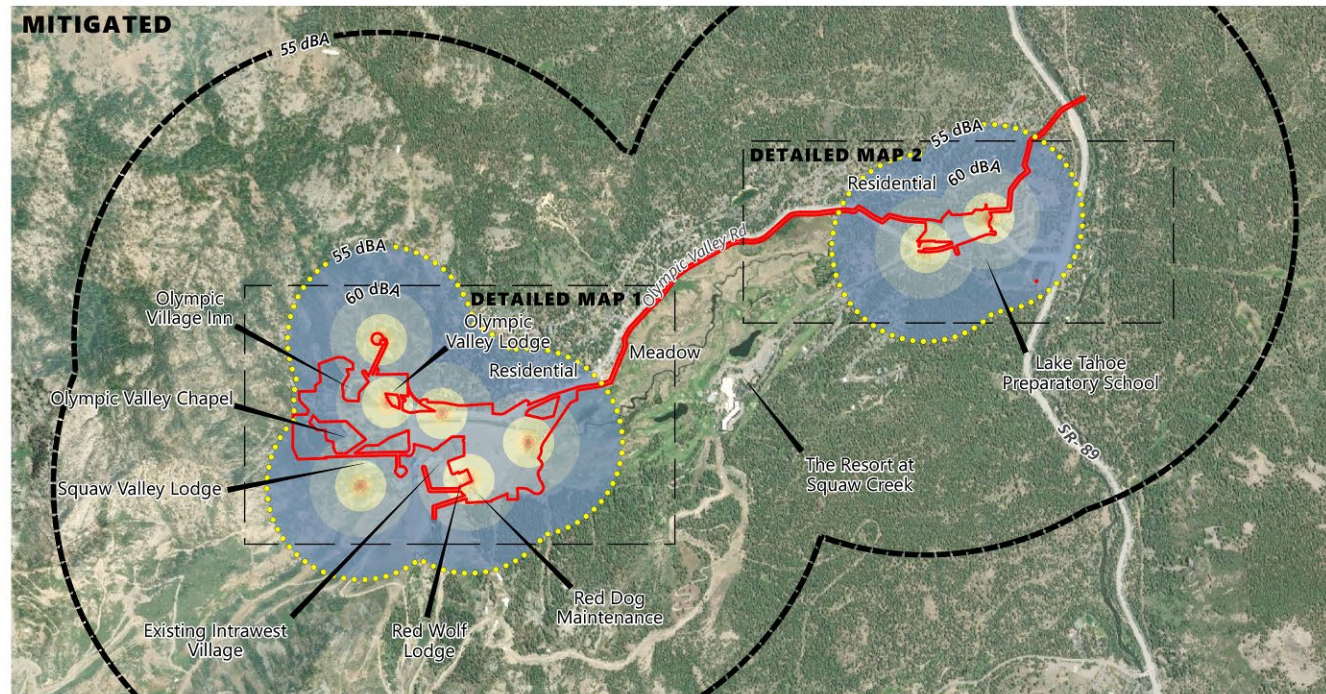 MITIGATED
55 dBA
55 dBA
DETAILED MAP 2
Residential
60 dBA
Olympic Valley Rd
55 dBA
60 dBA
DETAILED MAP 1
Olympic
Village Inn
Olympic
Valley Lodge
Residential
Meadow
Lake Tahoe
Preparatory School
Olympic Valley Chapel
SR- 89
Squaw Valley Lodge
The Resort at
Squaw Creek
Existing Intrawest
Village
Red Wolf
Lodge
Red Dog
Maintenance